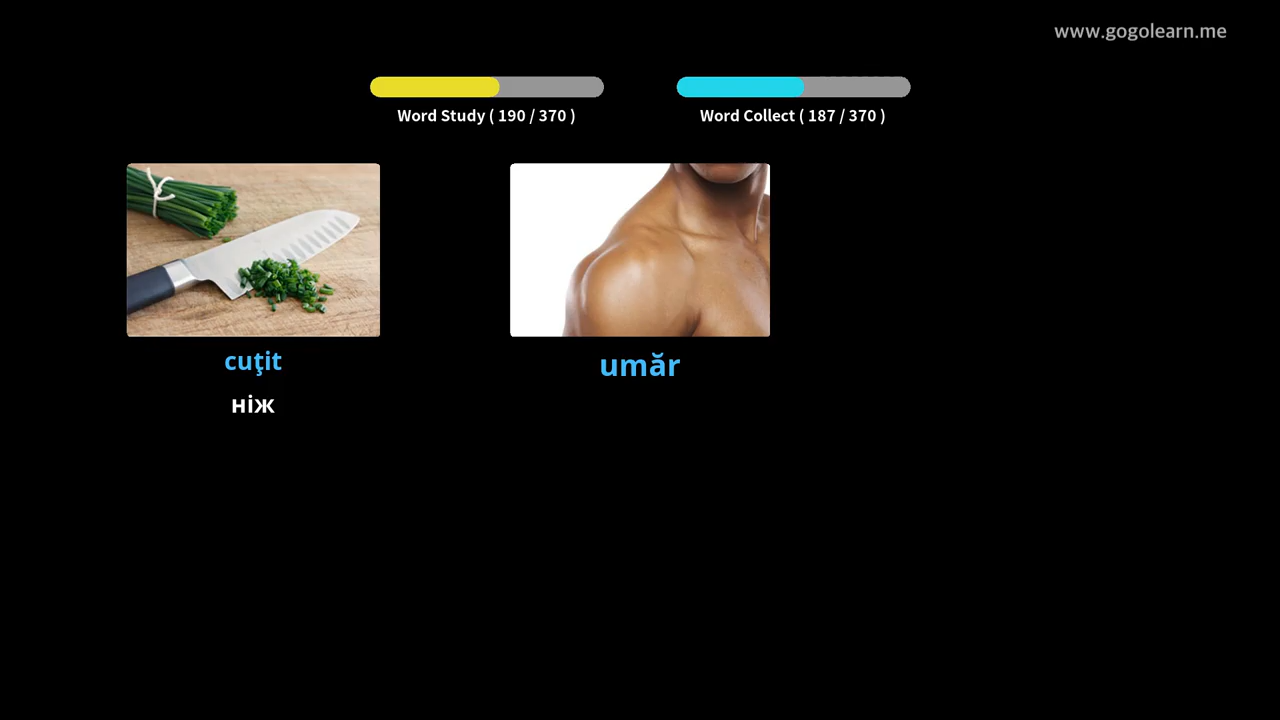 www.gogolearn.me
Word Study ( 190 / 370 )
Word Collect ( 187 / 370 )
cuţit
umăr
ніж